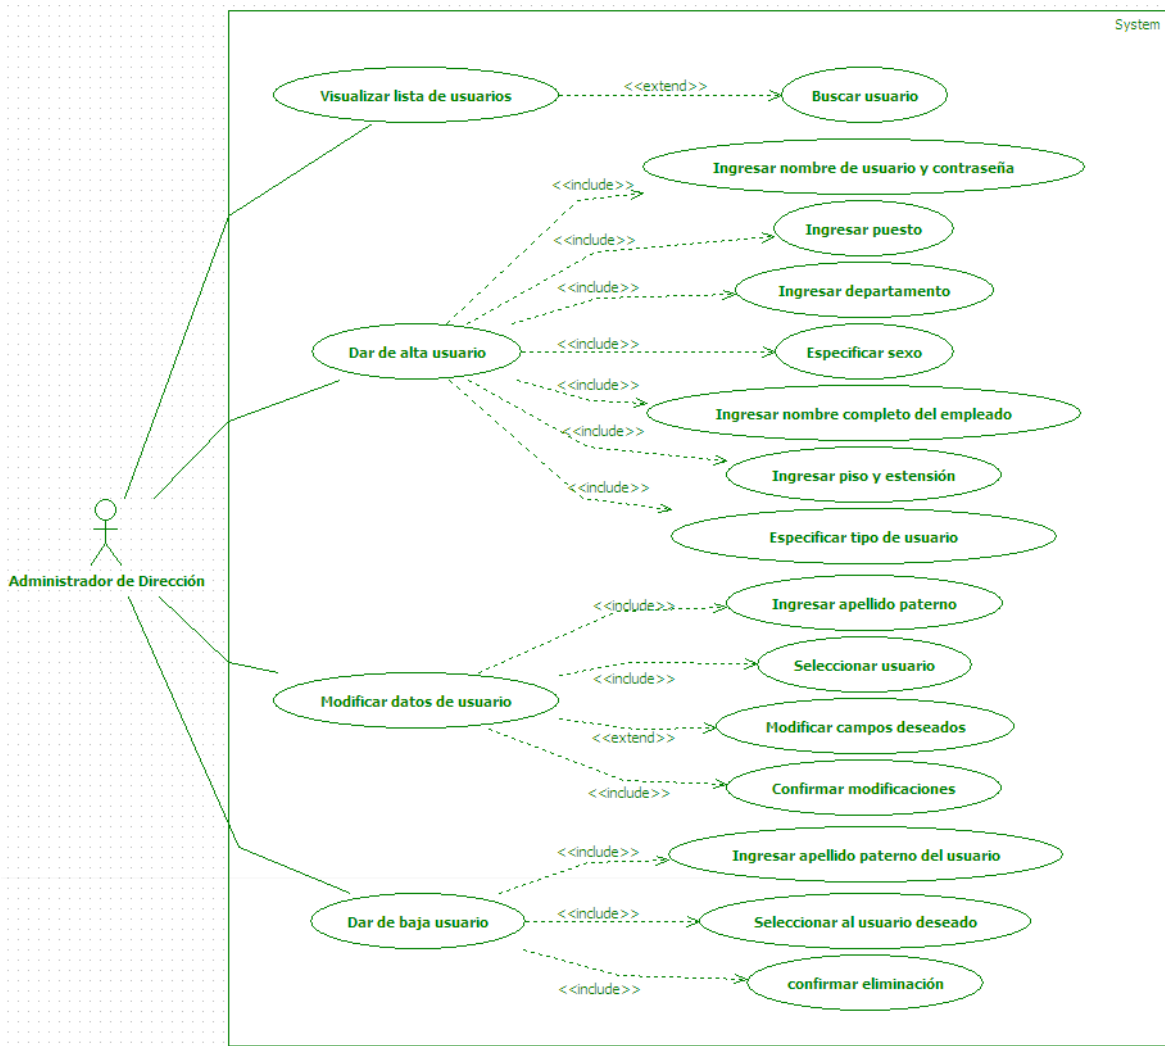 System
Visualizar lista de usuarios
<<extend>>
Buscar usuario
Ingresar nombre de usuario y contraseña
<<include>>
Ingresar puesto
<<include>>
Ingresar departamento
<<include>>
Dar de alta usuario
<<include>>
Especificar sexo
<<include>>
Ingresar nombre completo del empleado
<<include>>
Ingresar piso y estensión
<<include>>
Especificar tipo de usuario
Administrador de Dirección
<<include>>
Ingresar apellido paterno
Seleccionar usuario
<<include>>
Modificar datos de usuario
Modificar campos deseados
<<extend>>
Confirmar modificaciones
<<include>>
<<include>>
Ingresar apellido paterno del usuario
Dar de baja usuario
<<include>>
Seleccionar al usuario deseado
confirmar eliminación
<<include>>